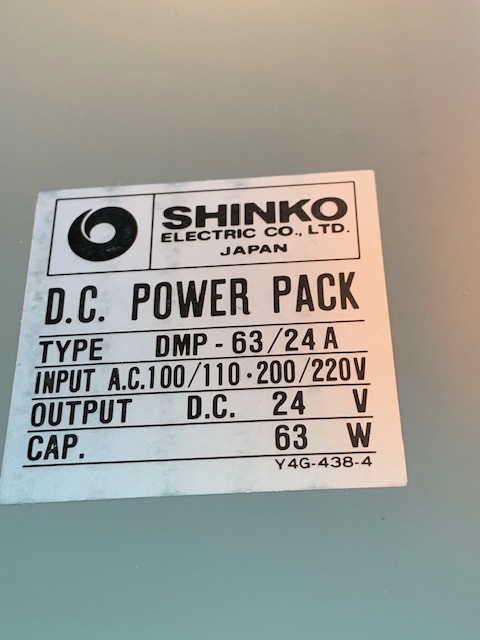 SHINKO
ELECTRIC CO., LTD.
JAPAN
D.C. POWER PACK
TYPE DMP - 63/24 A
INPUT A.C.100/110·200/220V
OUTPUT D.C. 24 V
CAP. 63 W
Y4G-438-4